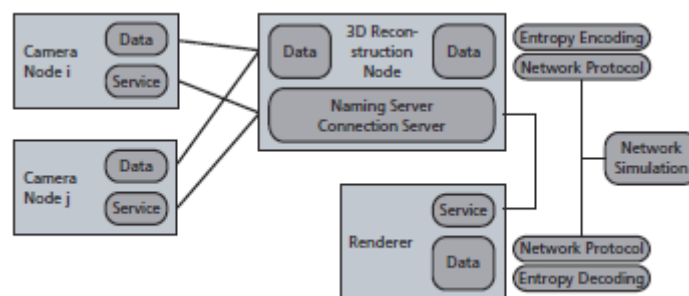 Camera
Node i
Data
Service
Camera
Node j
Data
Service
Data
3D Recon-
struction
Node
Data
Naming Server
Connection Server
Renderer
Service
Data
Entropy Encoding
Network Protocol
Network
Simulation
Network Protocol
Entropy Decoding